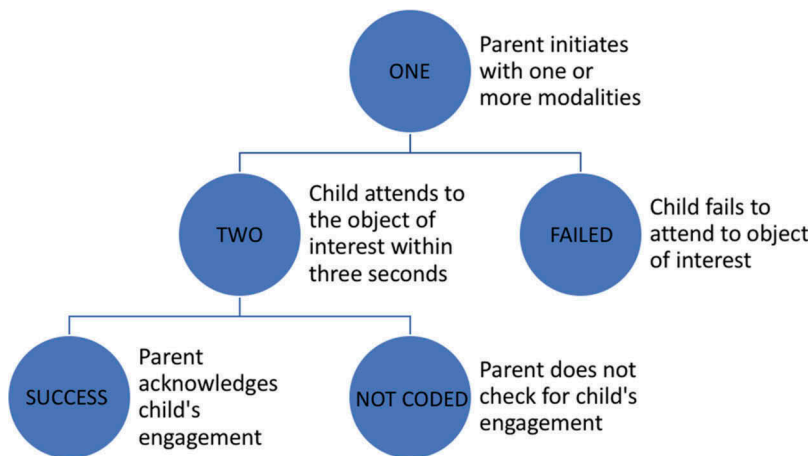 ONE
Parent initiates
with one or
more modalities
TWO
Child attends to
the object of
interest within
three seconds
FAILED
Child fails to
attend to object
of interest
SUCCESS
Parent
acknowledges
child's
engagement
NOT CODED
Parent does not
check for child's
engagement